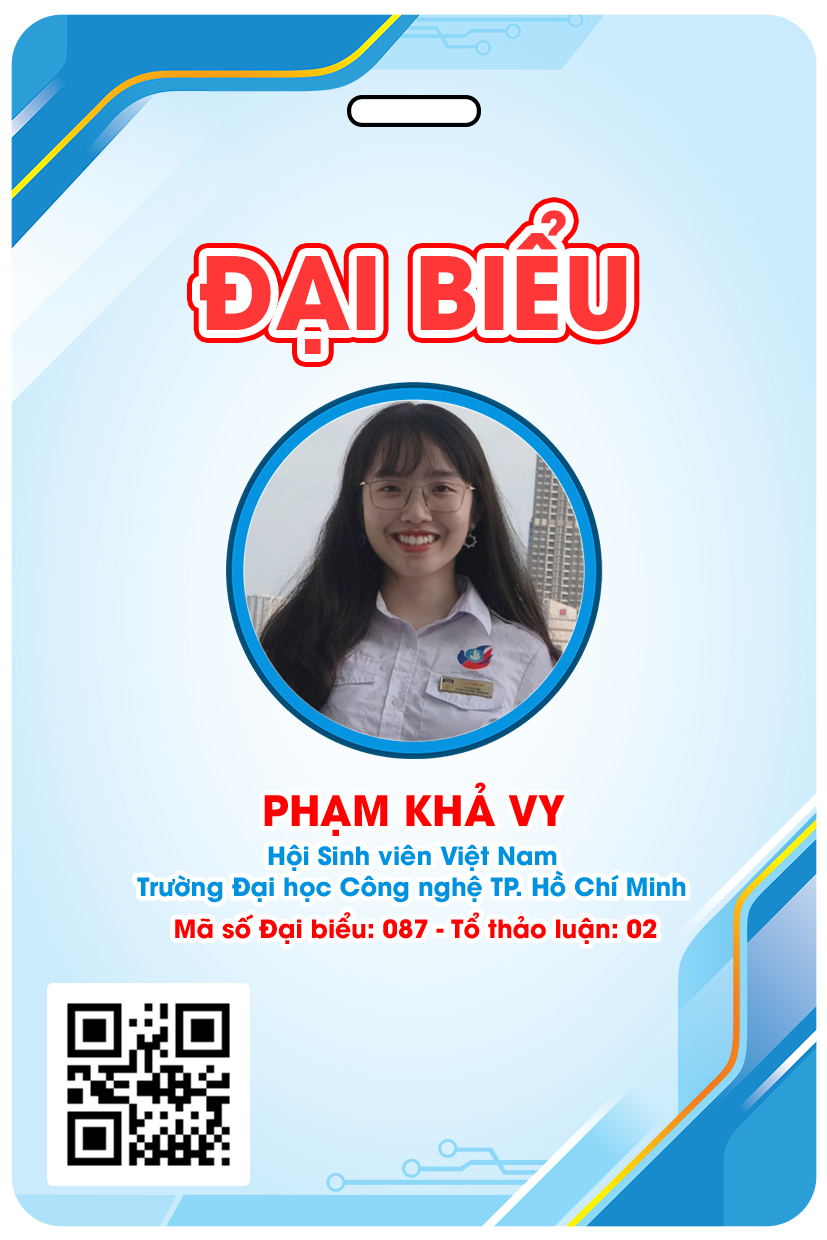 ĐẠI BIỂU
PHẠM KHẢ VY
Hội Sinh viên Việt Nam
Trường Đại học Công nghệ TP. Hồ Chí Minh
Mã số Đại biểu: 087 - Tổ thảo luận: 02